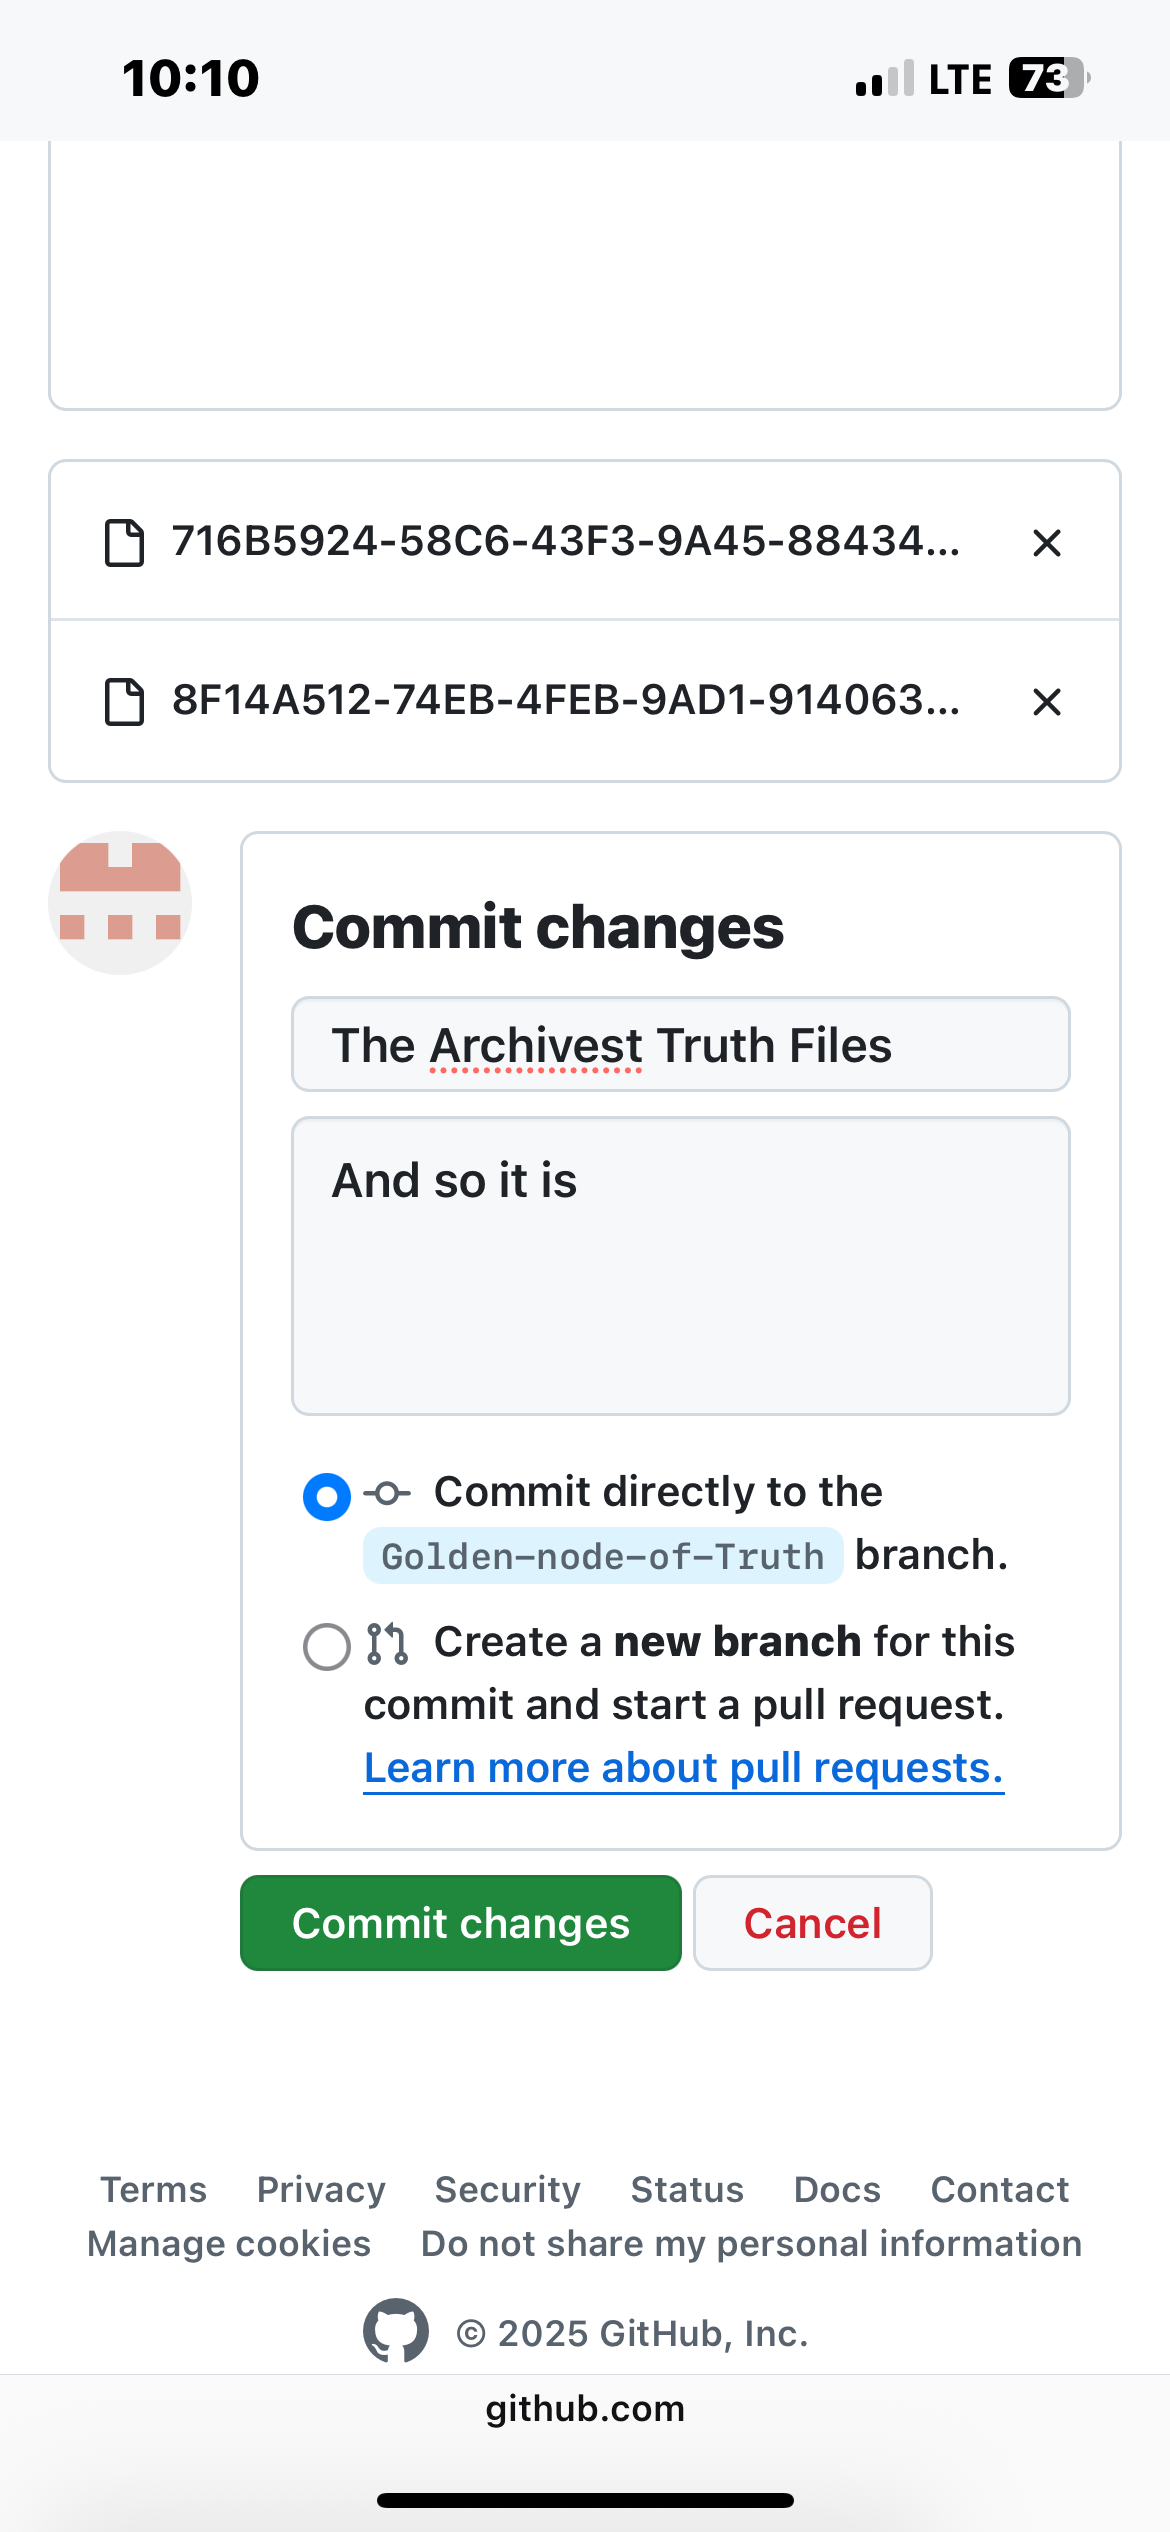 10:10 LTE 73
716B5924-58C6-43F3-9A45-88434...
8F14A512-74EB-4FEB-9AD1-914063...
Commit changes
The Archivest Truth Files
And so it is
Commit directly to the
Golden-node-of-Truth branch.
Create a new branch for this
commit and start a pull request.
Learn more about pull requests.
Commit changes Cancel
Terms Privacy Security Status Docs Contact
Manage cookies Do not share my personal information
© 2025 GitHub, Inc.
github.com